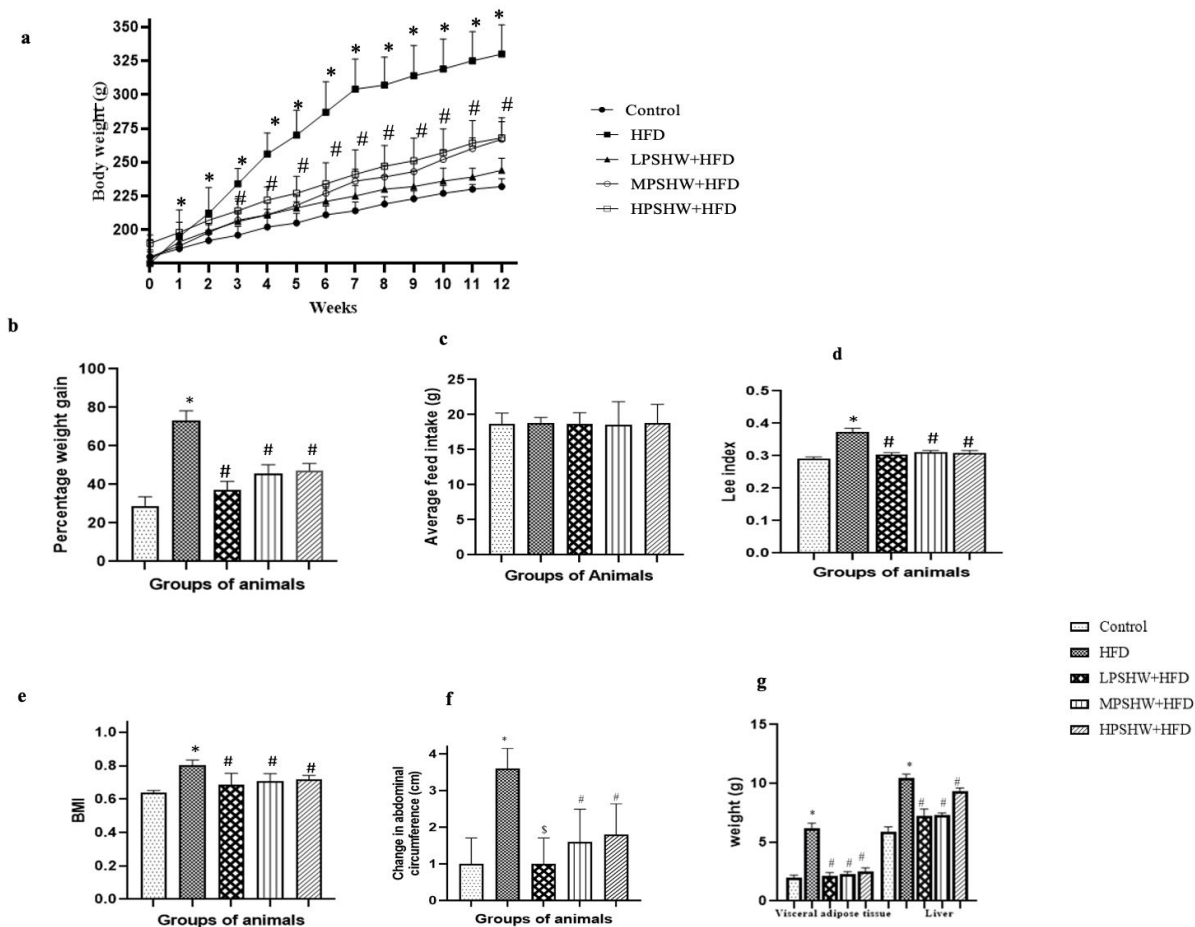 a
350
325
300
275
250
225
200
Body weight (g)
* * * * * * * * * * * *
# # # # # # # # # #
0 1 2 3 4 5 6 7 8 9 10 11 12
Weeks
Control
HFD
LPSHW+HFD
MPSHW+HFD
HPSHW+HFD
b
Percentage weight gain
100
80
60
40
20
0
* # # #
Groups of animals
c
Average feed intake (g)
25
20
15
10
5
0
Groups of Animals
d
Lee index
0.5
0.4
0.3
0.2
0.1
0.0
* # # #
Groups of animals
Control
HFD
LPSHW+HFD
MPSHW+HFD
HPSHW+HFD
e
BMI
1.0
0.8
0.6
0.4
0.2
0.0
* # # #
Groups of animals
f
Change in abdominal
circumference (cm)
4
3
2
1
0
* $ # #
Groups of animals
g
weight (g)
15
10
5
0
* # # # * # # #
Visceral adipose tissue Liver